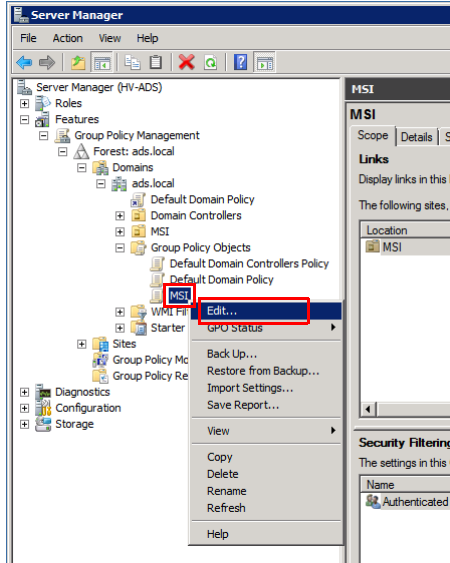 Server Manager
File Action View Help
Server Manager (HV-ADS)
Roles
Features
Group Policy Management
Forest: ads.local
Domains
ads.local
Default Domain Policy
Domain Controllers
MSI
Group Policy Objects
Default Domain Controllers Policy
Default Domain Policy
MSI
WMI Fil
Starter
Sites
Group Policy Mo
Group Policy Re
Diagnostics
Configuration
Storage
Edit...
GPO Status
Back Up...
Restore from Backup...
Import Settings...
Save Report...
View
Copy
Delete
Rename
Refresh
Help
MSI
MSI
Scope Details S
Links
Display links in this
The following sites,
Location
MSI
Security Filtering
The settings in this
Name
Authenticated